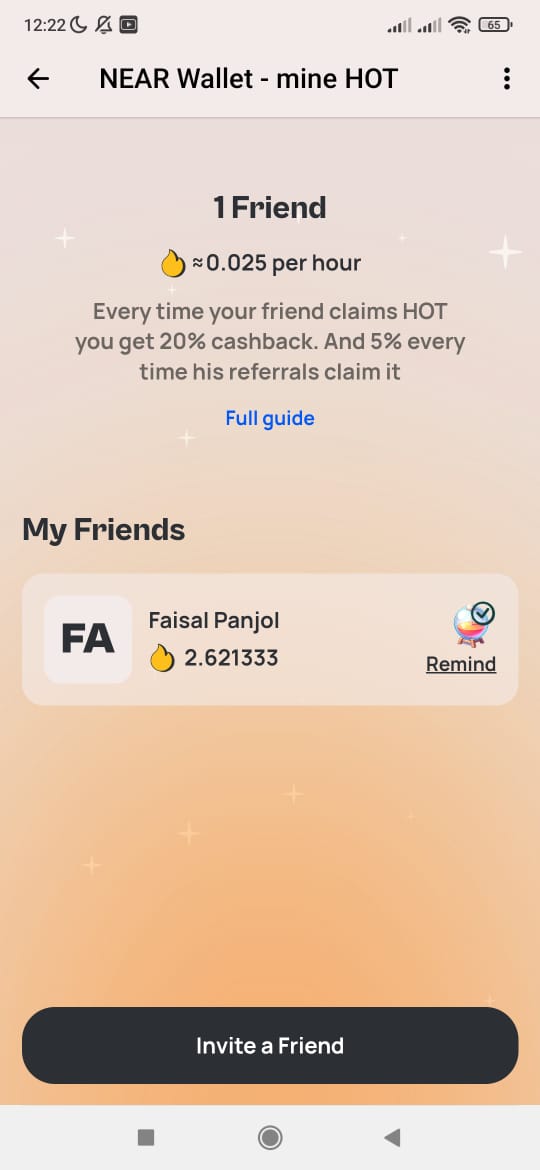 12:22
65
NEAR Wallet - mine HOT
1 Friend
≈0.025 per hour
Every time your friend claims HOT
you get 20% cashback. And 5% every
time his referrals claim it
Full guide
My Friends
FA
Faisal Panjol
2.621333
Remind
Invite a Friend